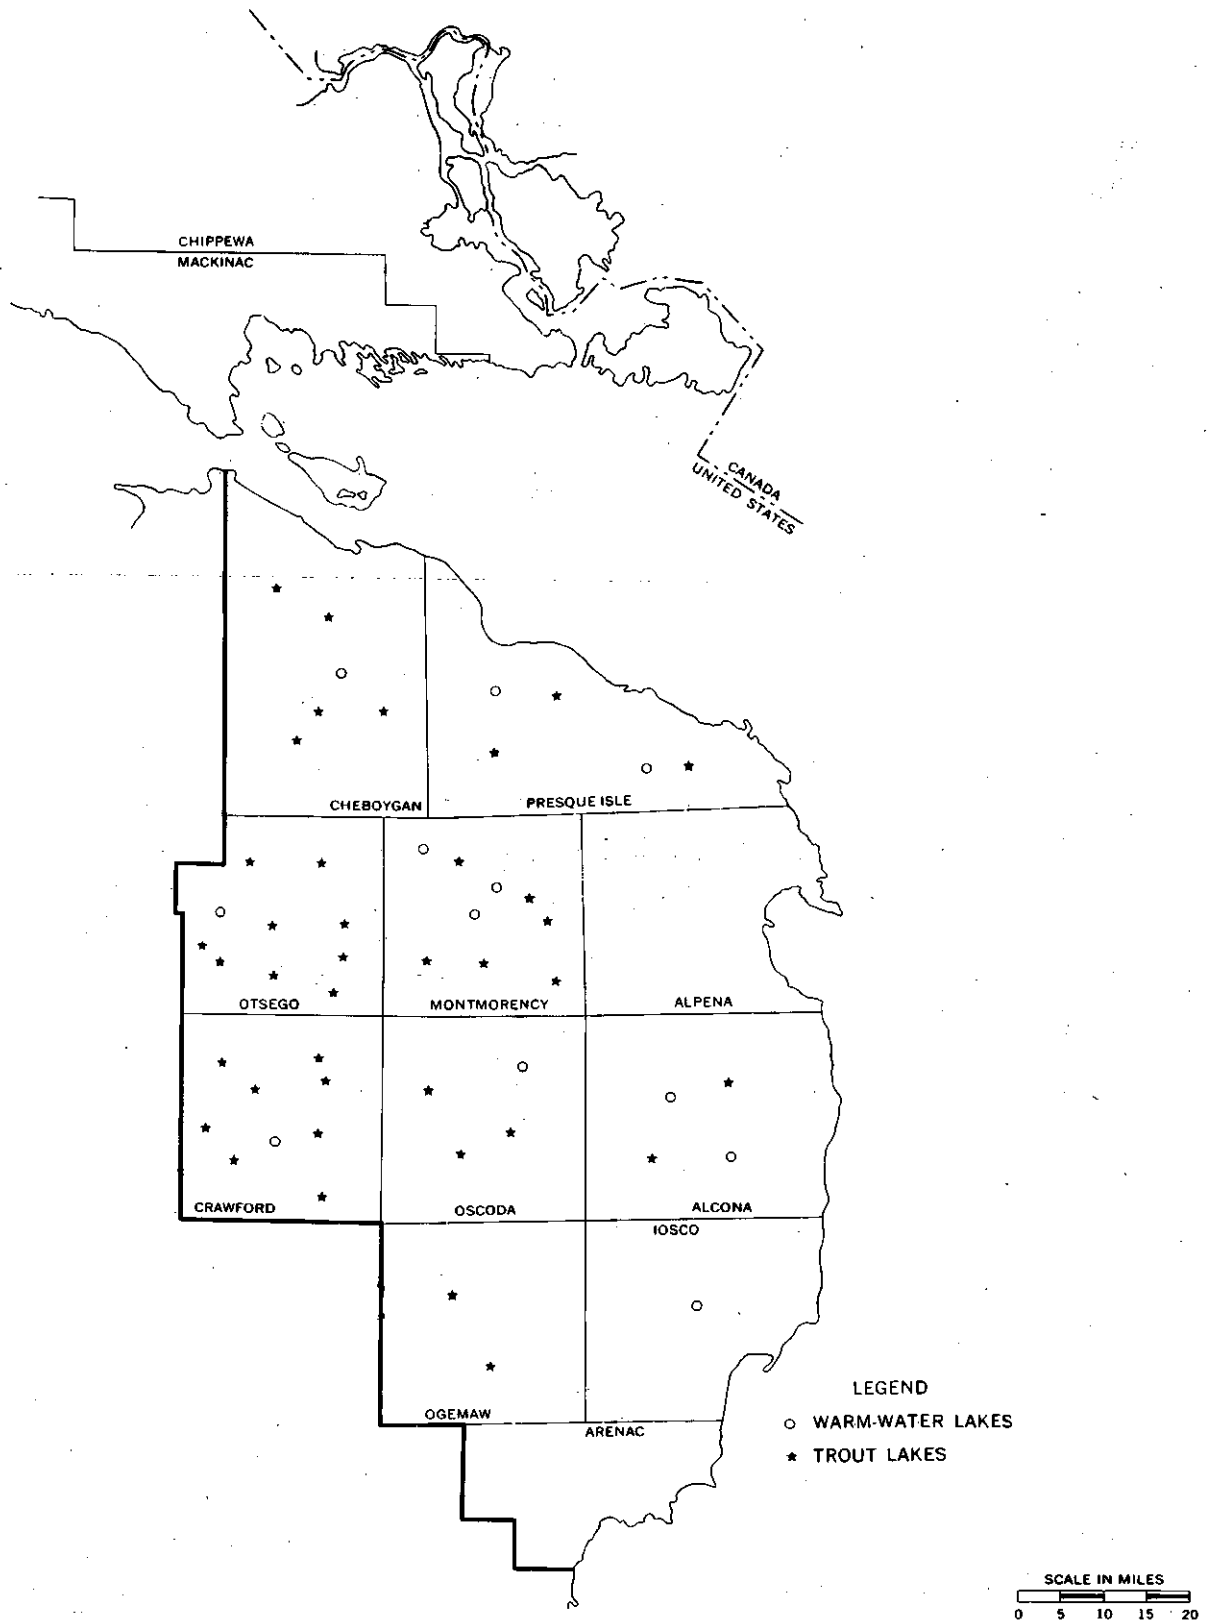 CHIPPEWA
MACKINAC
CANADA
UNITED STATES
CHEBOYGAN
PRESQUE ISLE
OTSEGO
MONTMORENCY
ALPENA
CRAWFORD
OSCODA
ALCONA
IOSCO
OGEMAW
ARENAC
LEGEND
WARM-WATER LAKES
TROUT LAKES
SCALE IN MILES
0 5 10 15 20